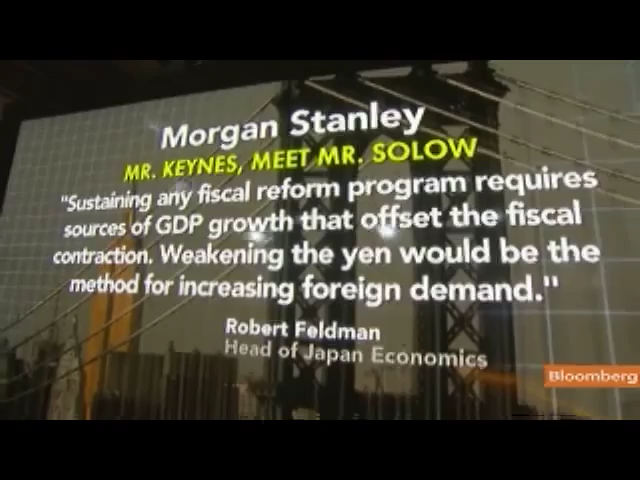 Morgan Stanley
MR. KEYNES, MEET MR. SOLOW
"Sustaining any fiscal reform program requires
sources of GDP growth that offset the fiscal
contraction. Weakening the yen would be the
method for increasing foreign demand."
Robert Feldman
Head of Japan Economics
Bloomberg